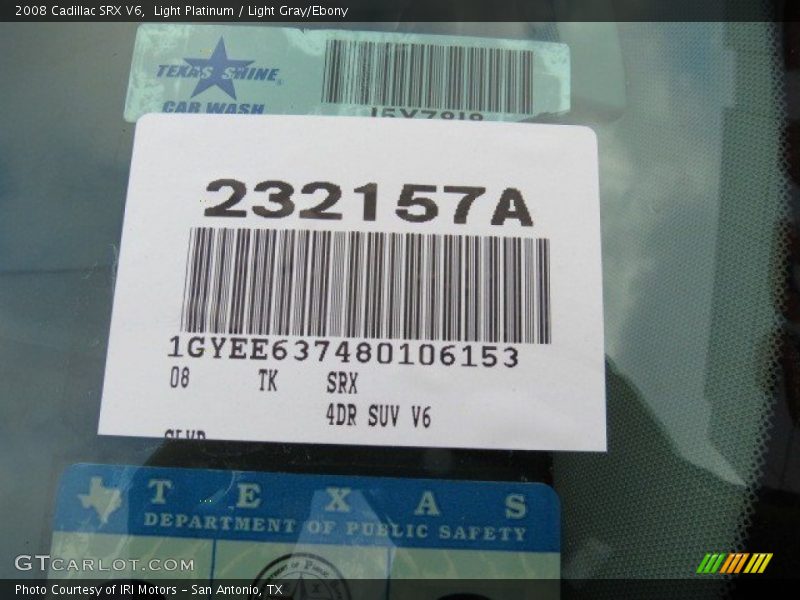 2008 Cadillac SRX V6,  Light Platinum / Light Gray/Ebony
TEXAS SHINE
CAR WASH
232157A
1GYEE637480106153
08 TK SRX
4DR SUV V6
TEXAS
DEPARTMENT OF PUBLIC SAFETY
GTCARLOT.COM
Photo Courtesy of IRI Motors - San Antonio, TX